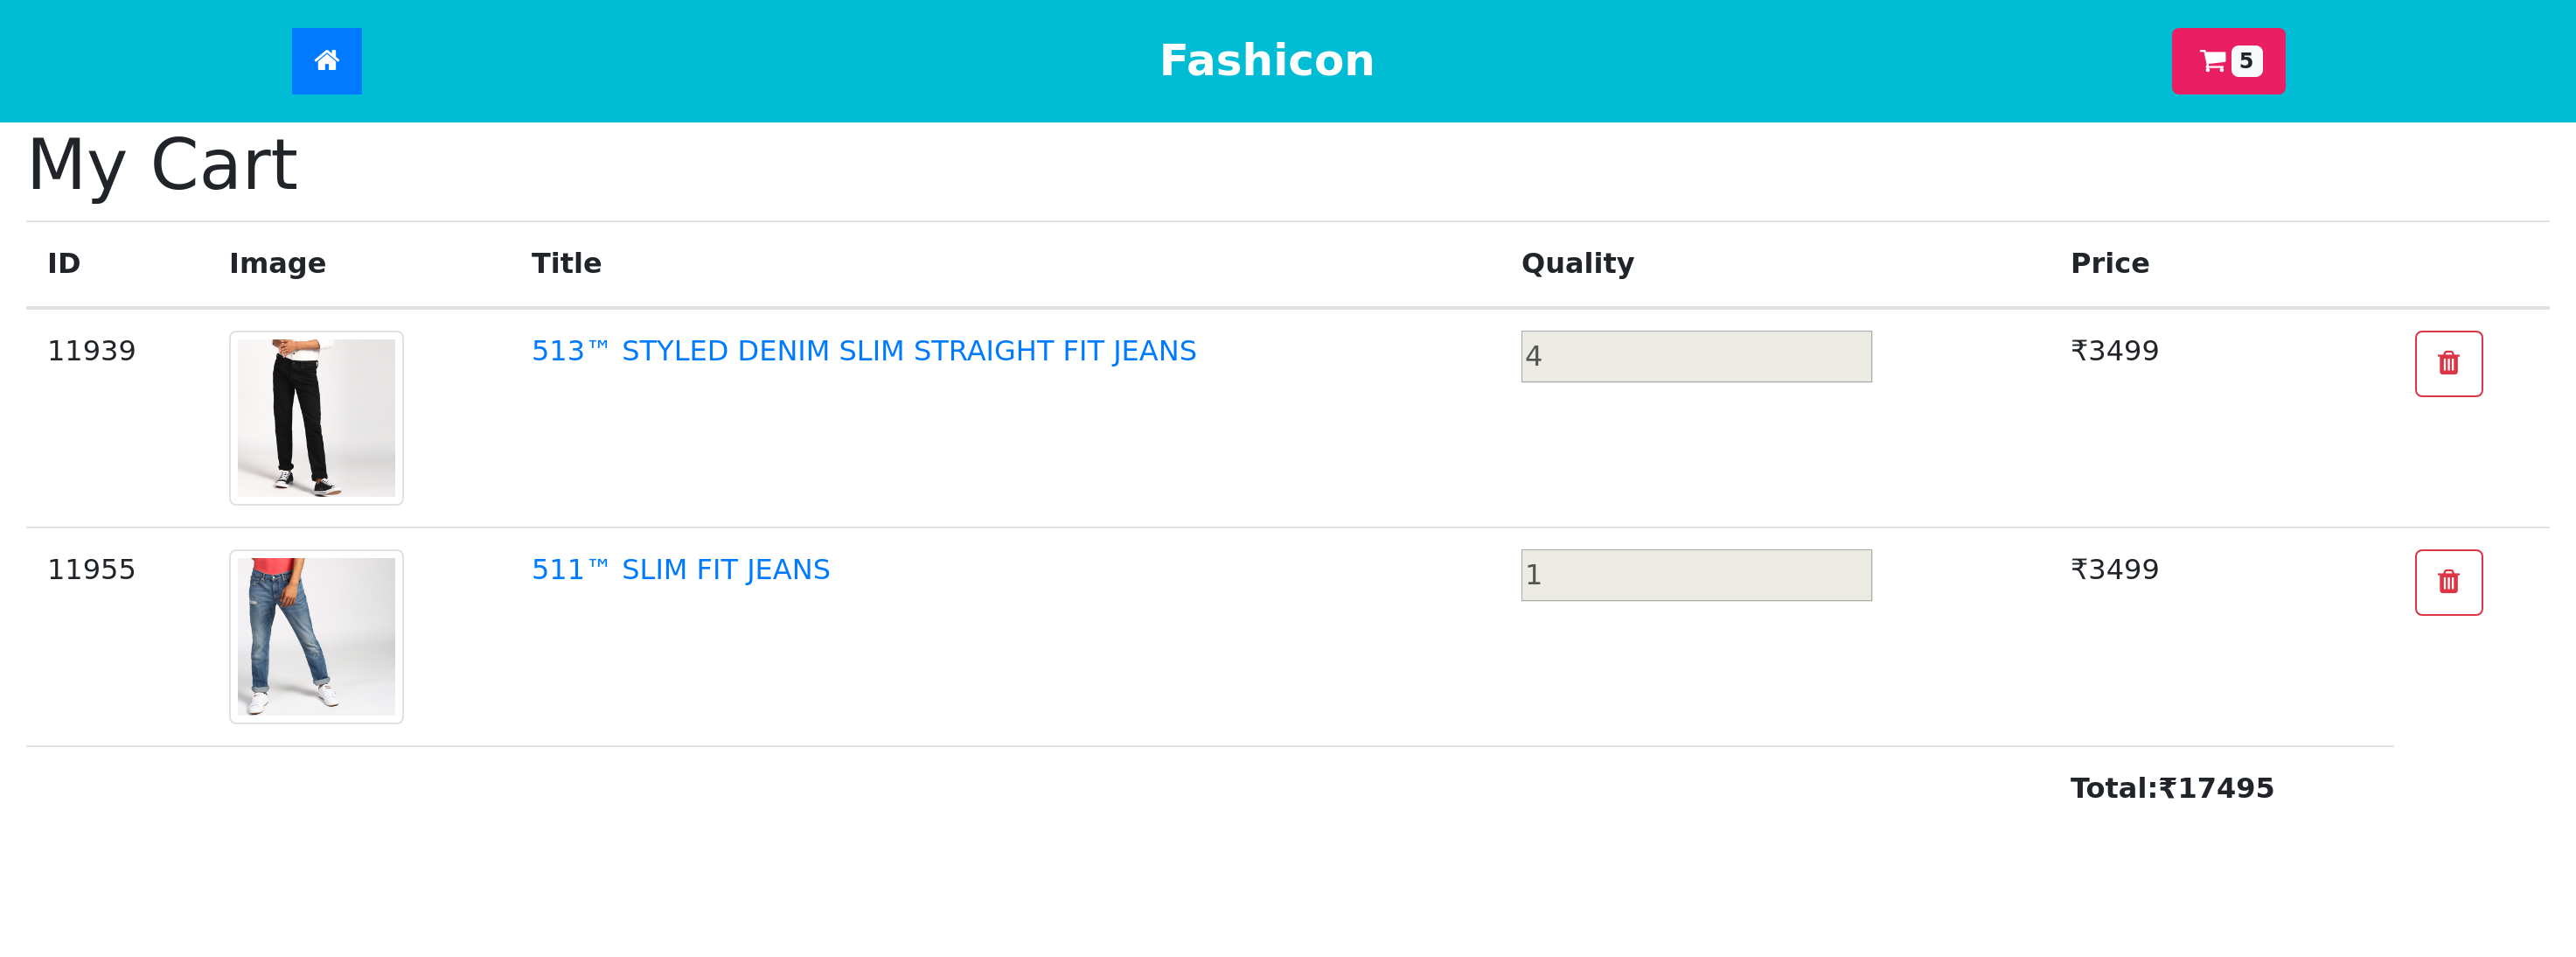 Fashicon
5
My Cart
ID Image Title Quality Price
11939 513™ STYLED DENIM SLIM STRAIGHT FIT JEANS 4 ₹3499
11955 511™ SLIM FIT JEANS 1 ₹3499
Total:₹17495